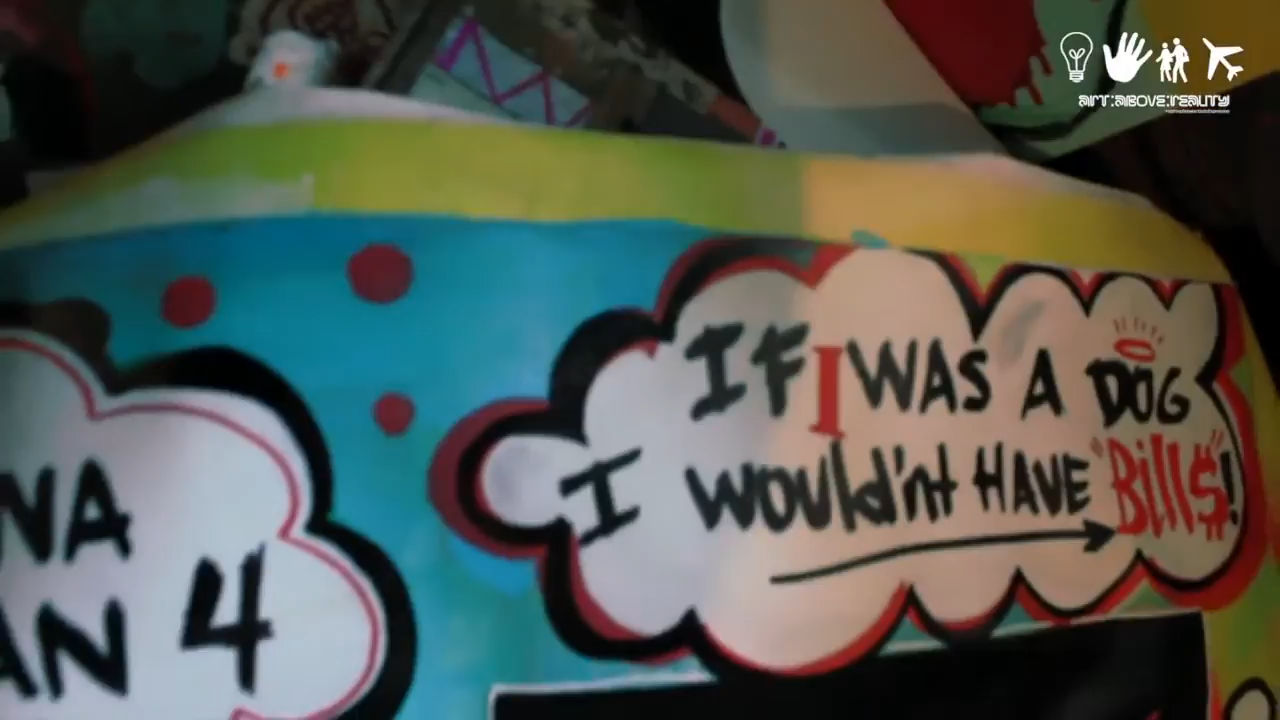 ART:ABOVE:REALITY
IF I WAS A DOG
I would'nt HAVE "Bill$"!
NA
AN 4